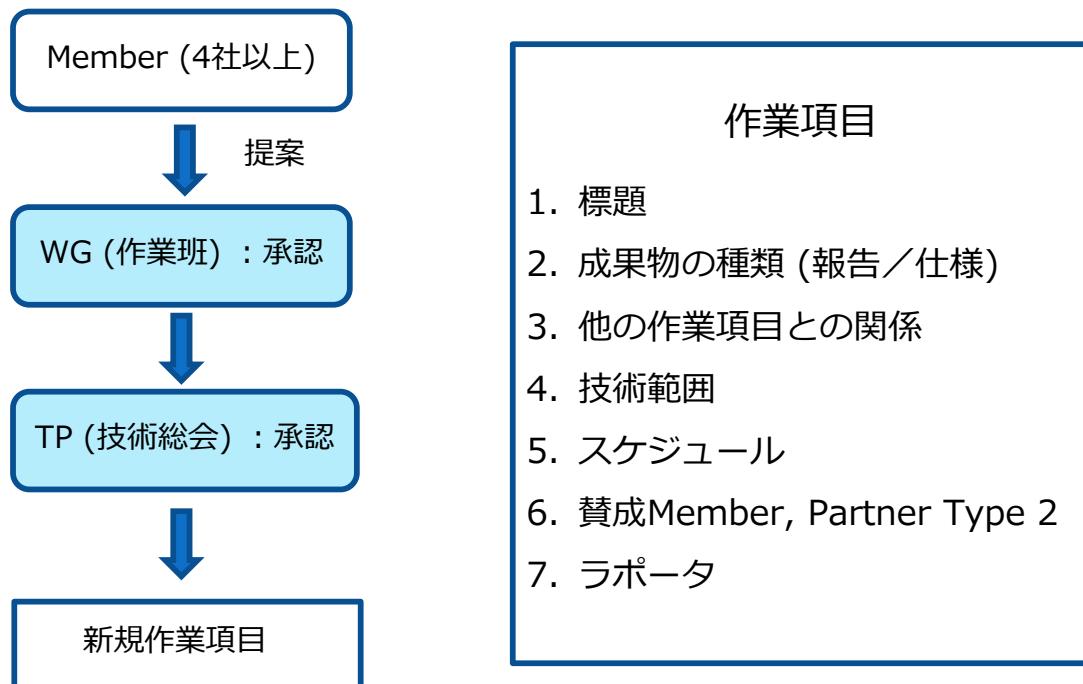 Member (4社以上)
提案
WG (作業班) ：承認
TP (技術総会) ：承認
新規作業項目
作業項目
1. 標題
2. 成果物の種類 (報告／仕様)
3. 他の作業項目との関係
4. 技術範囲
5. スケジュール
6. 賛成Member, Partner Type 2
7. ラポータ